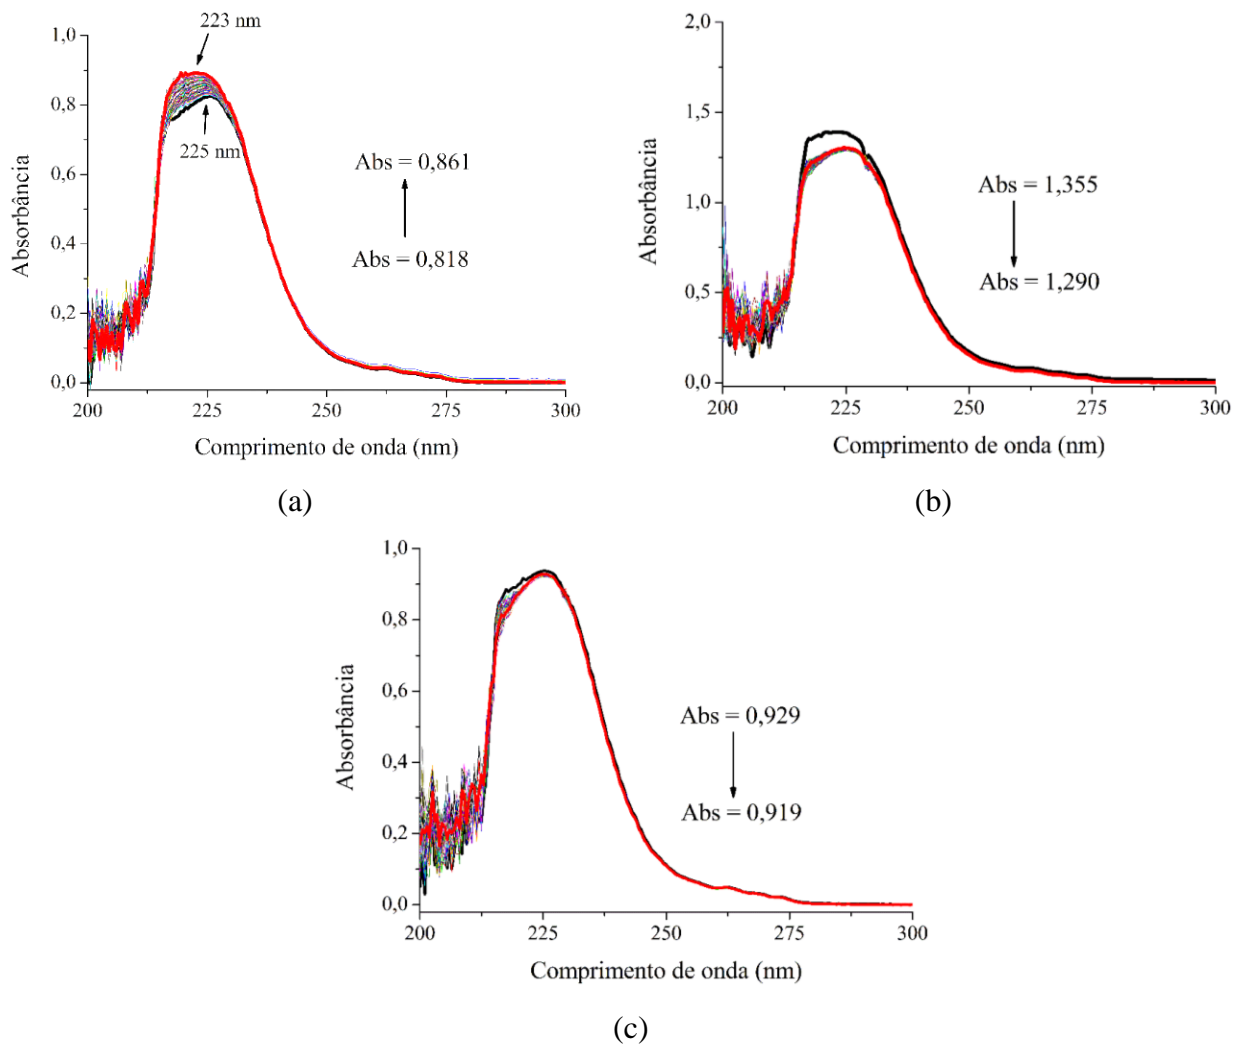 223 nm
1,0
0,8
0,6
0,4
0,2
0,0
Absorbância
225 nm
Abs = 0,861
Abs = 0,818
200
225
250
275
300
Comprimento de onda (nm)
(a)
2,0
1,5
1,0
0,5
0,0
Absorbância
Abs = 1,355
Abs = 1,290
200
225
250
275
300
Comprimento de onda (nm)
(b)
1,0
0,8
0,6
0,4
0,2
0,0
Absorbância
Abs = 0,929
Abs = 0,919
200
225
250
275
300
Comprimento de onda (nm)
(c)